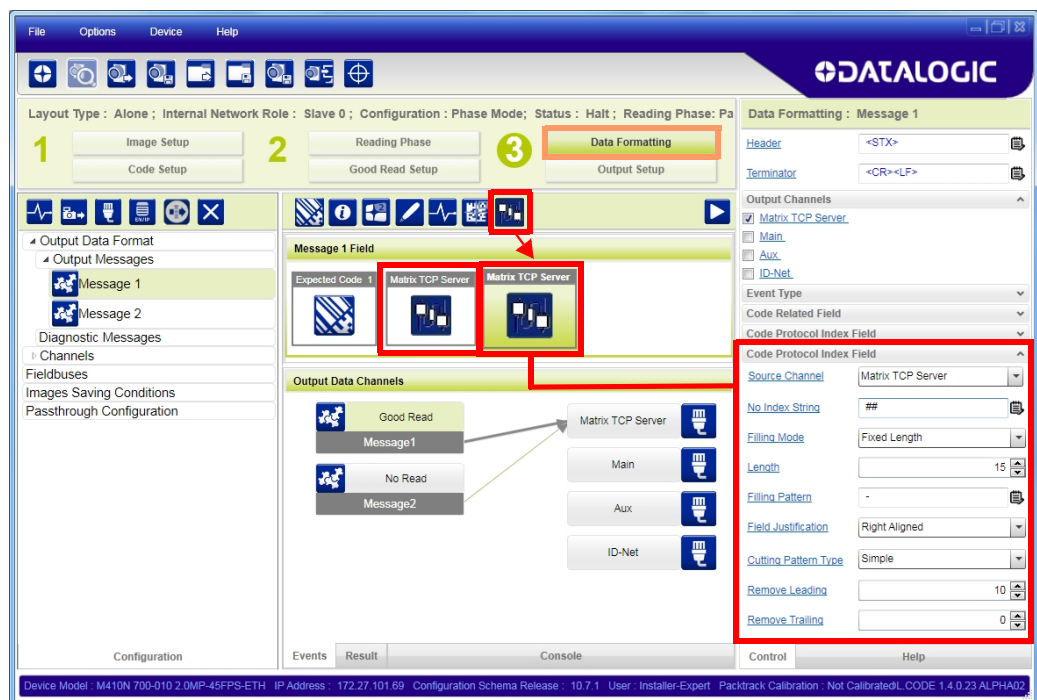 File Options Device Help
DATALOGIC
Layout Type : Alone ; Internal Network Role : Slave 0 ; Configuration : Phase Mode; Status : Halt ; Reading Phase: Pa
1
Image Setup
Code Setup
2
Reading Phase
Good Read Setup
3
Data Formatting
Output Setup
Output Data Format
Output Messages
Message 1
Message 2
Diagnostic Messages
Channels
Fieldbuses
Images Saving Conditions
Passthrough Configuration
Configuration
Message 1 Field
Expected Code 1 Matrix TCP Server Matrix TCP Server
Output Data Channels
Good Read
Message1
No Read
Message2
Matrix TCP Server
Main
Aux
ID-Net
Events Result Console
Data Formatting : Message 1
Header <STX>
Terminator <CR><LF>
Output Channels
Matrix TCP Server
Main
Aux
ID-Net
Event Type
Code Related Field
Code Protocol Index Field
Code Protocol Index Field
Source Channel Matrix TCP Server
No Index String ##
Filling Mode Fixed Length
Length 15
Filling Pattern -
Field Justification Right Aligned
Cutting Pattern Type Simple
Remove Leading 10
Remove Trailing 0
Control Help
Device Model : M410N 700-010 2.0MP-45FPS-ETH IP Address : 172.27.101.69 Configuration Schema Release : 10.7.1 User : Installer-Expert Packtrack Calibration : Not Calibrated\L.CODE 1.4.0.23 ALPHA02